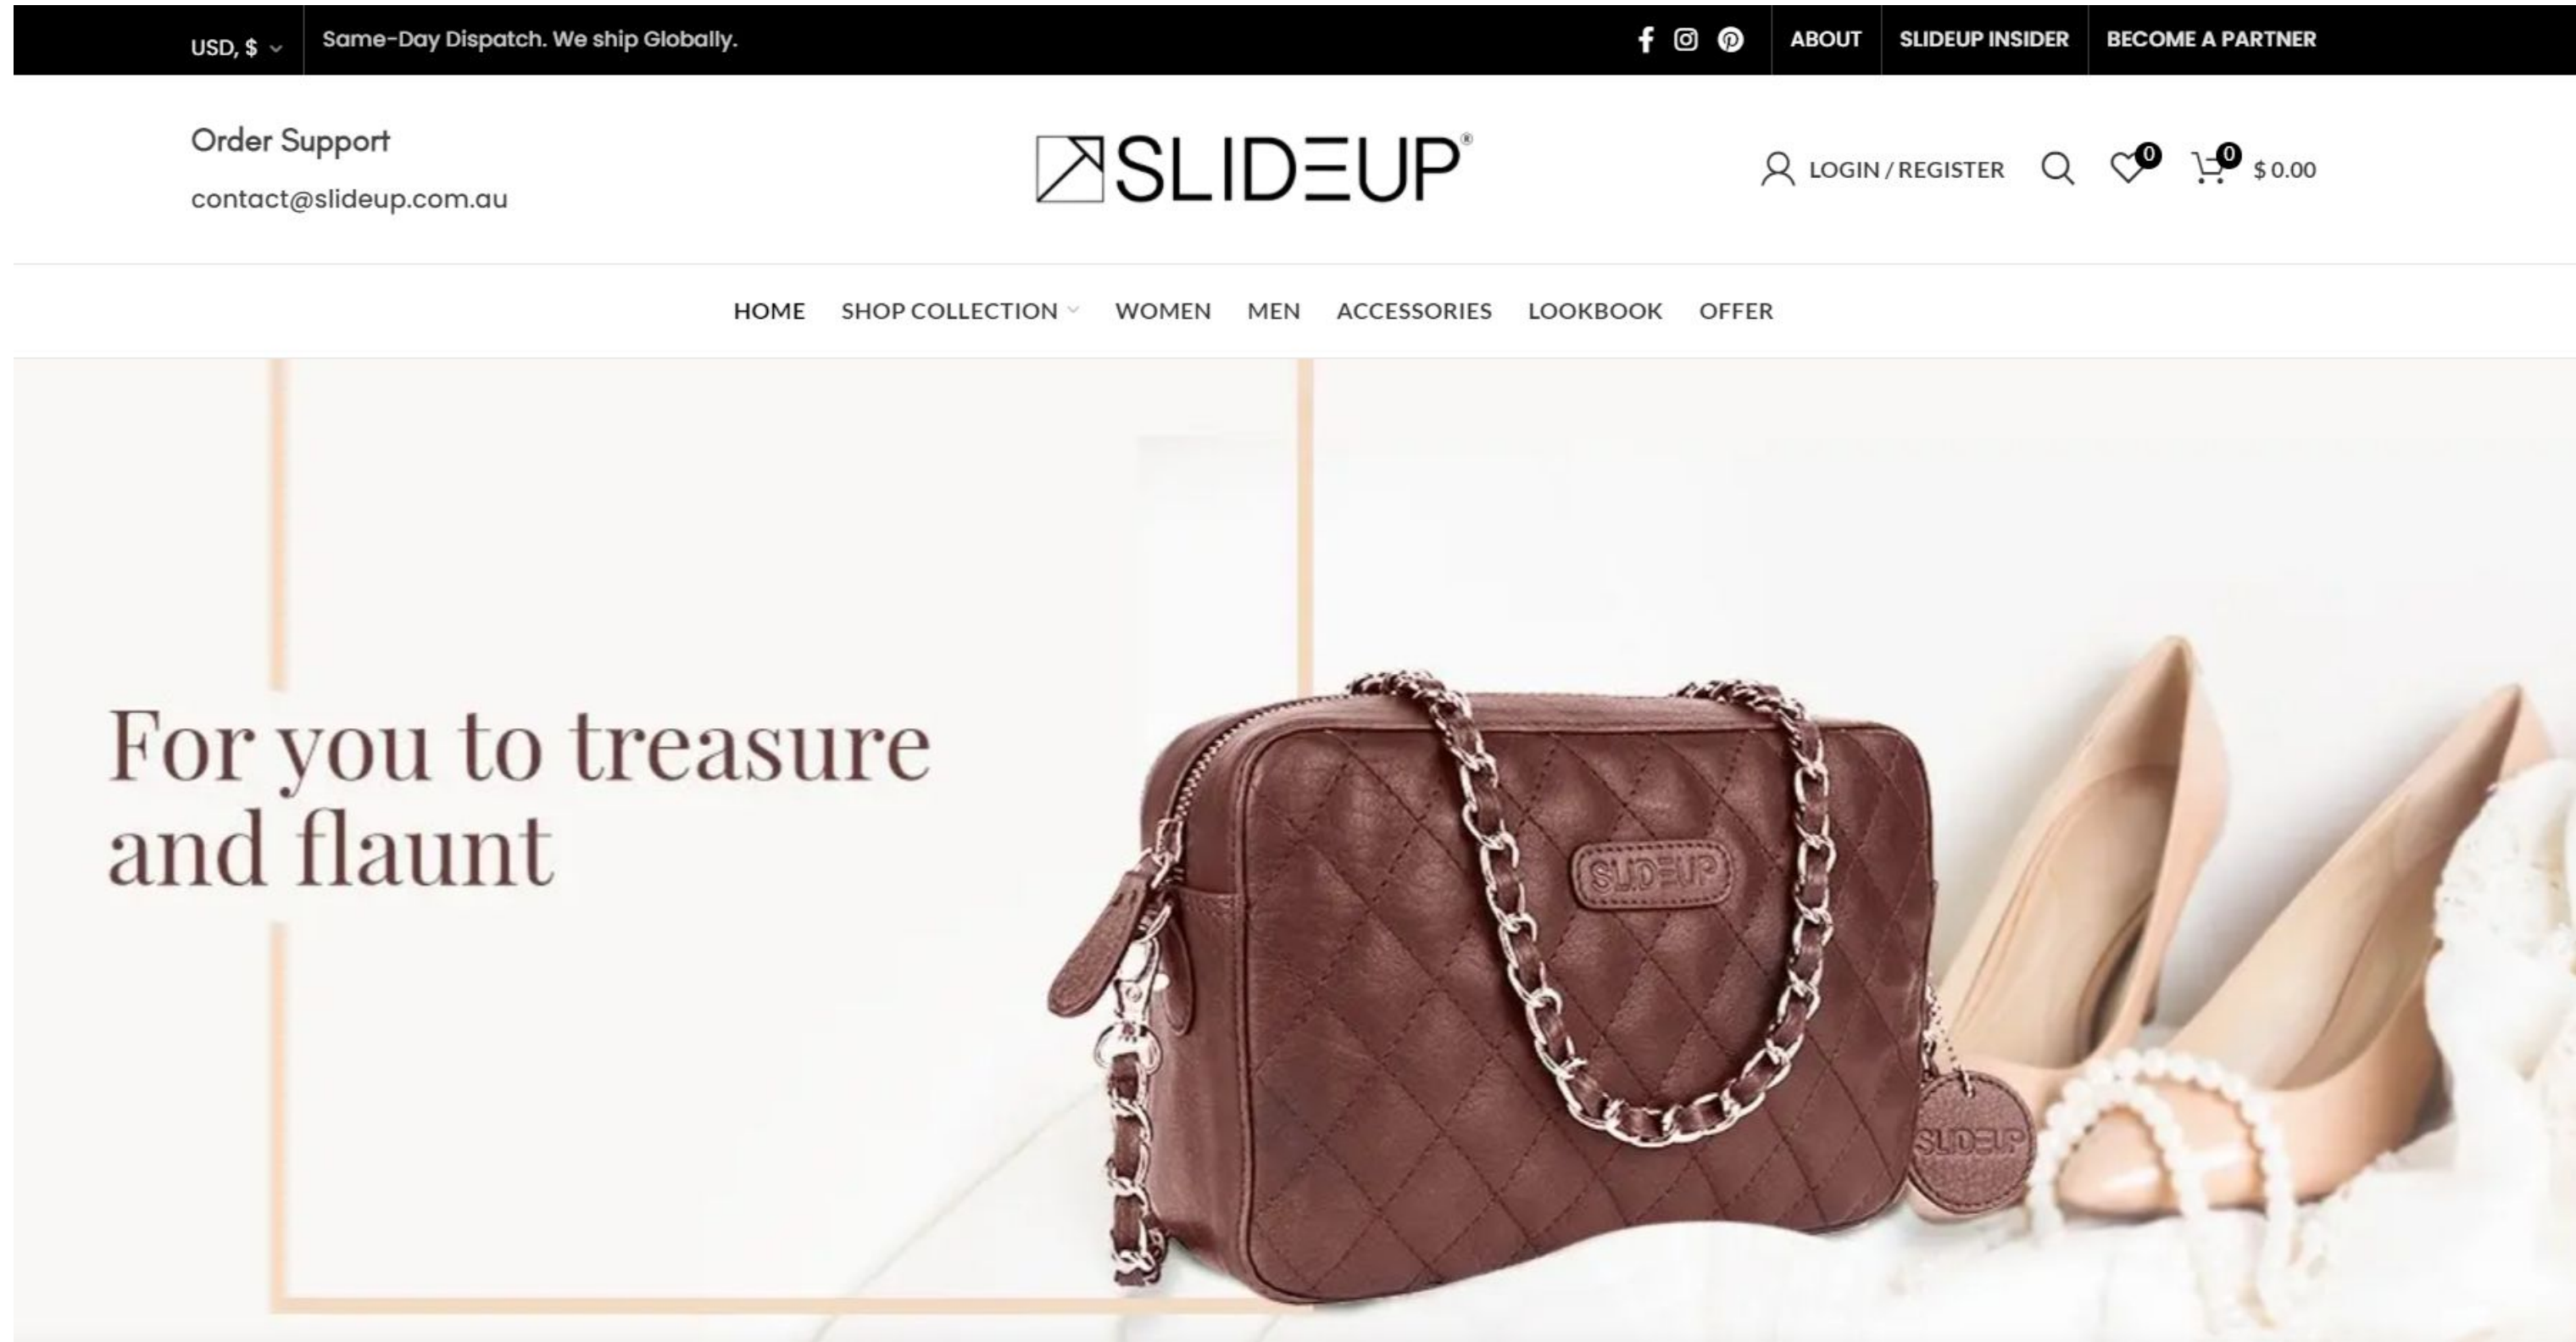 USD, $
Same-Day Dispatch. We ship Globally.
ABOUT
SLIDEUP INSIDER
BECOME A PARTNER
Order Support
contact@slideup.com.au
SLIDEUP®
LOGIN / REGISTER
0
0
$ 0.00
HOME
SHOP COLLECTION
WOMEN
MEN
ACCESSORIES
LOOKBOOK
OFFER
For you to treasure
and flaunt
SLIDEUP
SLIDEUP